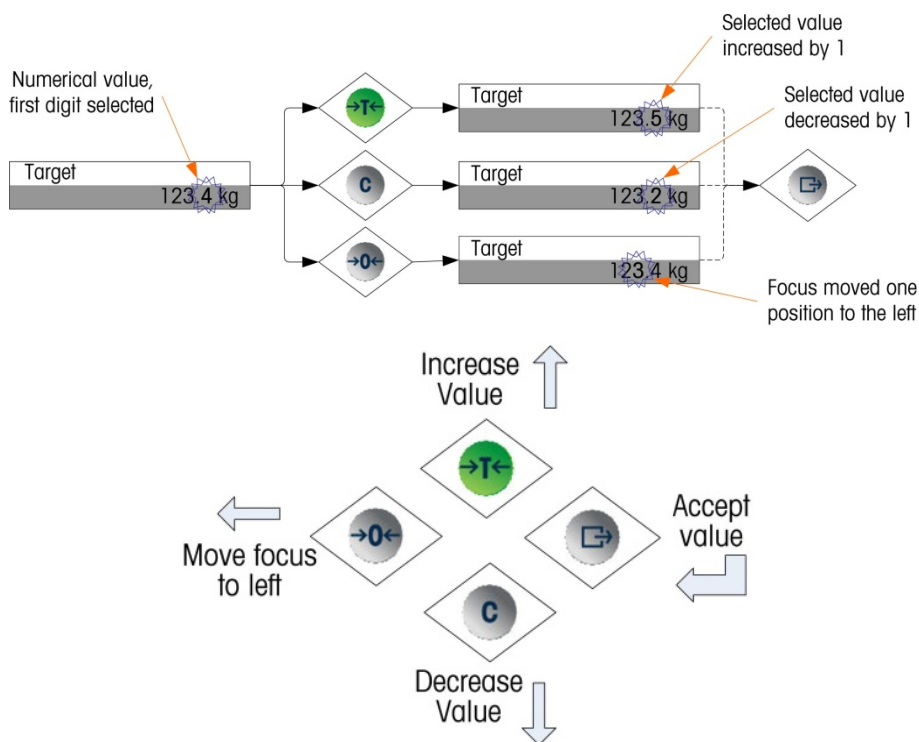 Selected value
increased by 1
Numerical value,
first digit selected
→T←
Target
123.5 kg
Selected value
decreased by 1
Target
123.4 kg
C
Target
123.2 kg
→0←
Target
123.4 kg
Focus moved one
position to the left
Increase
Value
→T←
→0←
Move focus
to left
Accept
value
C
Decrease
Value